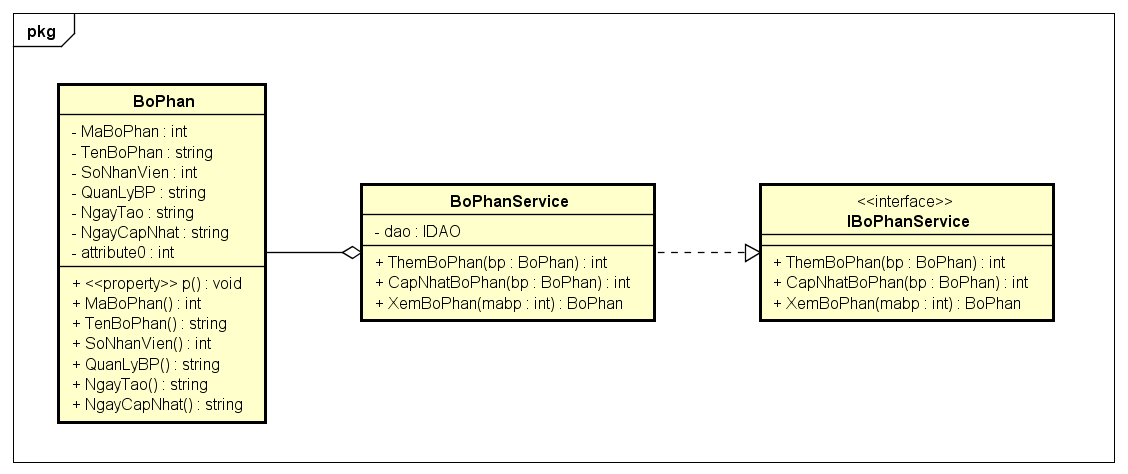 pkg
BoPhan
- MaBoPhan : int
- TenBoPhan : string
- SoNhanVien : int
- QuanLyBP : string
- NgayTao : string
- NgayCapNhat : string
- attribute0 : int
+ <<property>> p() : void
+ MaBoPhan() : int
+ TenBoPhan() : string
+ SoNhanVien() : int
+ QuanLyBP() : string
+ NgayTao() : string
+ NgayCapNhat() : string
BoPhanService
- dao : IDAO
+ ThemBoPhan(bp : BoPhan) : int
+ CapNhatBoPhan(bp : BoPhan) : int
+ XemBoPhan(mabp : int) : BoPhan
<<interface>>
IBoPhanService
+ ThemBoPhan(bp : BoPhan) : int
+ CapNhatBoPhan(bp : BoPhan) : int
+ XemBoPhan(mabp : int) : BoPhan